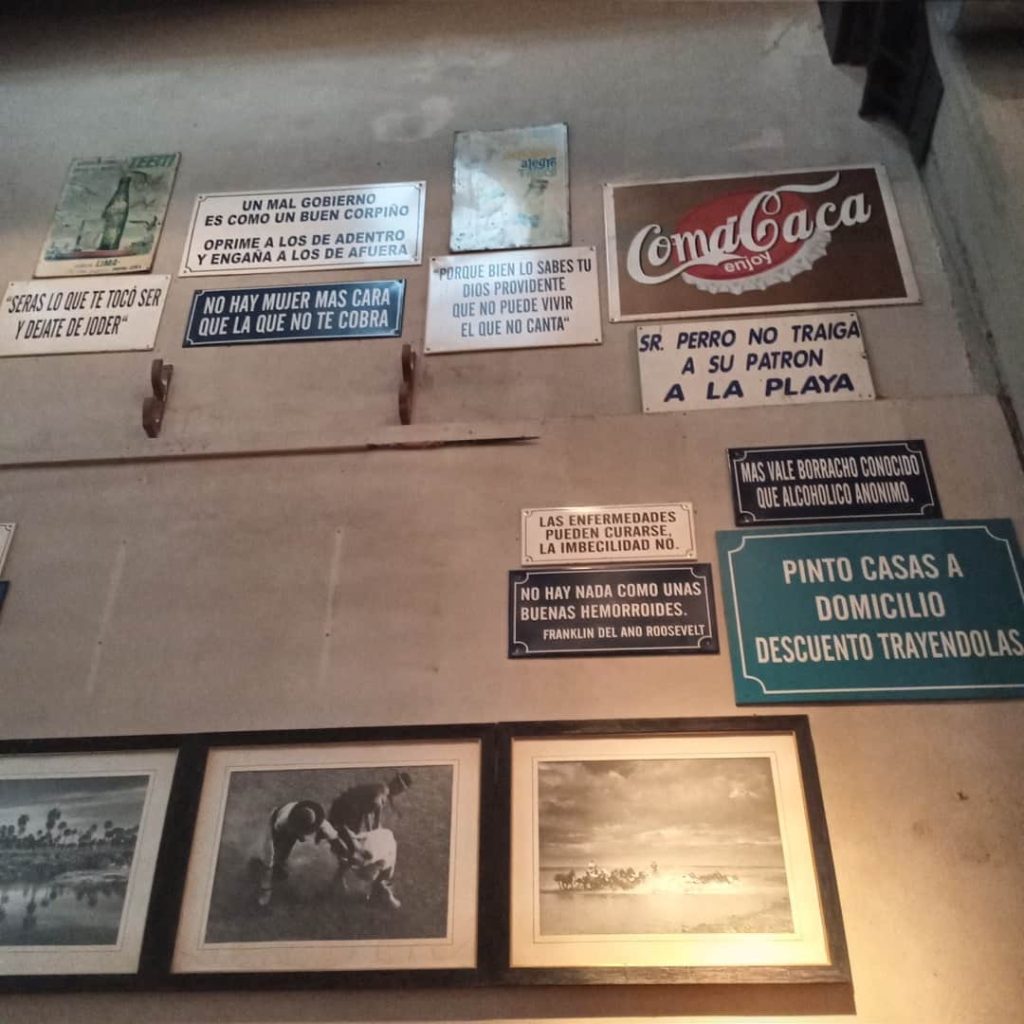 TEEM
LIMA
UN MAL GOBIERNO
ES COMO UN BUEN CORPIÑO
OPRIME A LOS DE ADENTRO
Y ENGAÑA A LOS DE AFUERA
alegre
ComaCaca
enjoy
"SERAS LO QUE TE TOCÓ SER
Y DEJATE DE JODER"
NO HAY MUJER MAS CARA
QUE LA QUE NO TE COBRA
"PORQUE BIEN LO SABES TU
DIOS PROVIDENTE
QUE NO PUEDE VIVIR
EL QUE NO CANTA"
SR. PERRO NO TRAIGA
A SU PATRON
A LA PLAYA
MAS VALE BORRACHO CONOCIDO
QUE ALCOHOLICO ANONIMO.
LAS ENFERMEDADES
PUEDEN CURARSE,
LA IMBECILIDAD NO.
NO HAY NADA COMO UNAS
BUENAS HEMORROIDES.
FRANKLIN DEL ANO ROOSEVELT
PINTO CASAS A
DOMICILIO
DESCUENTO TRAYENDOLAS